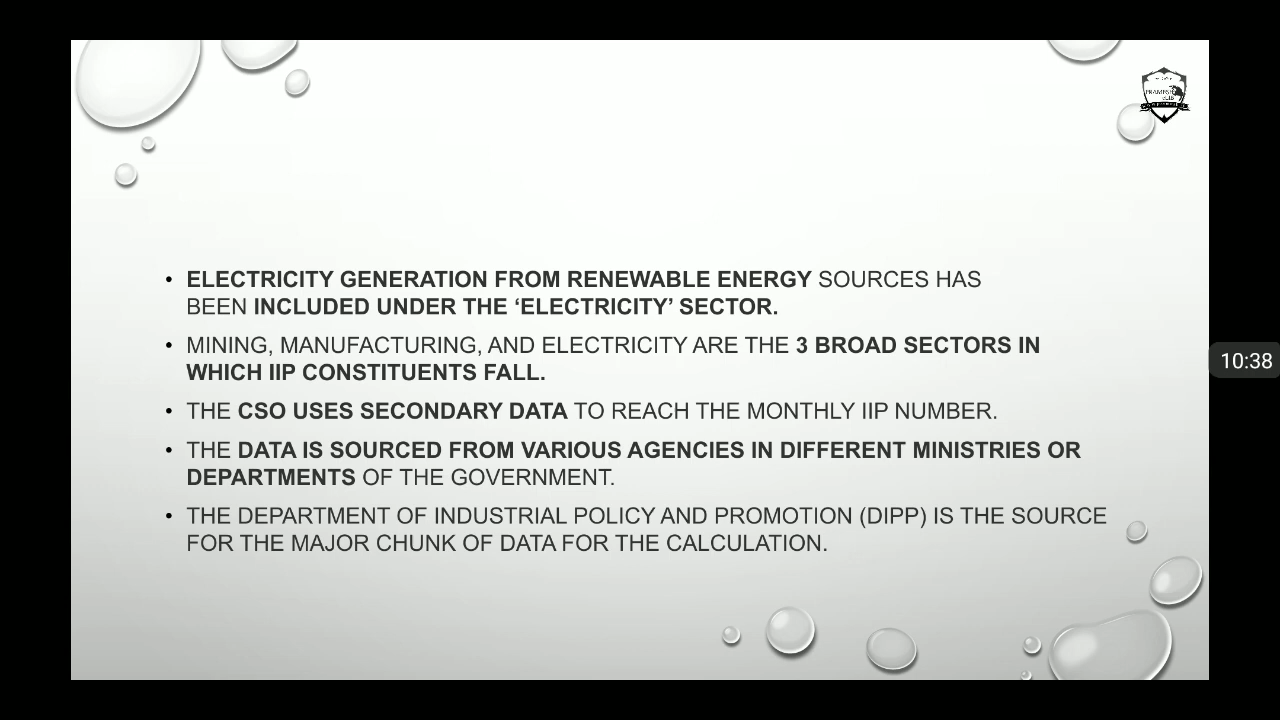 • ELECTRICITY GENERATION FROM RENEWABLE ENERGY SOURCES HAS
BEEN INCLUDED UNDER THE ‘ELECTRICITY’ SECTOR.
• MINING, MANUFACTURING, AND ELECTRICITY ARE THE 3 BROAD SECTORS IN
WHICH IIP CONSTITUENTS FALL.
• THE CSO USES SECONDARY DATA TO REACH THE MONTHLY IIP NUMBER.
• THE DATA IS SOURCED FROM VARIOUS AGENCIES IN DIFFERENT MINISTRIES OR
DEPARTMENTS OF THE GOVERNMENT.
• THE DEPARTMENT OF INDUSTRIAL POLICY AND PROMOTION (DIPP) IS THE SOURCE
FOR THE MAJOR CHUNK OF DATA FOR THE CALCULATION.
10:38